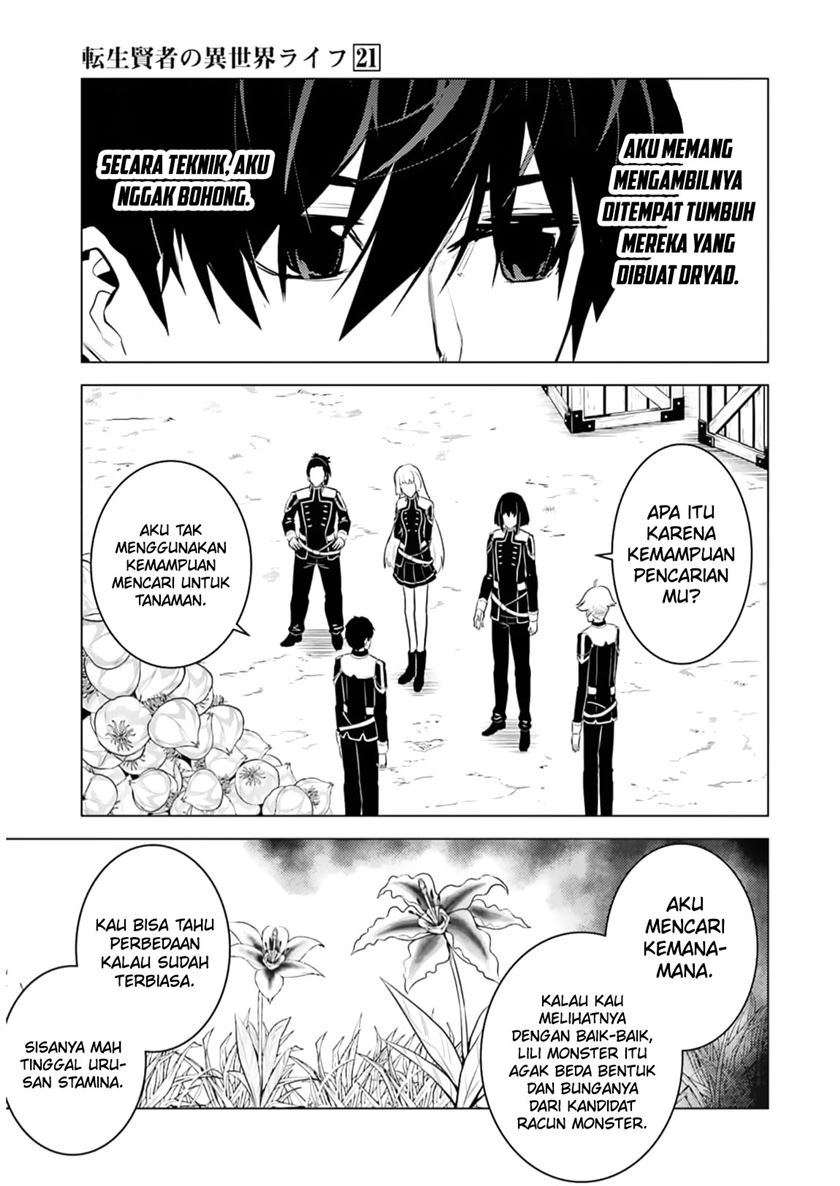 転生賢者の異世界ライフ21
AKU MEMANG
MENGAMBILNYA
DITEMPAT TUMBUH
MEREKA YANG
DIBUAT DRYAD.
SECARA TEKNIK, AKU
NGGAK BOHONG.
APA ITU
KARENA
KEMAMPUAN
PENCARIAN
MU?
AKU TAK
MENGGUNAKAN
KEMAMPUAN
MENCARI UNTUK
TANAMAN.
AKU
MENCARI
KEMANA-
MANA.
KALAU KAU
MELIHATNYA
DENGAN BAIK-BAIK,
LILI MONSTER ITU
AGAK BEDA BENTUK
DAN BUNGANYA
DARI KANDIDAT
RACUN MONSTER.
KAU BISA TAHU
PERBEDAAN
KALAU SUDAH
TERBIASA.
SISANYA MAH
TINGGAL URU-
SAN STAMINA.